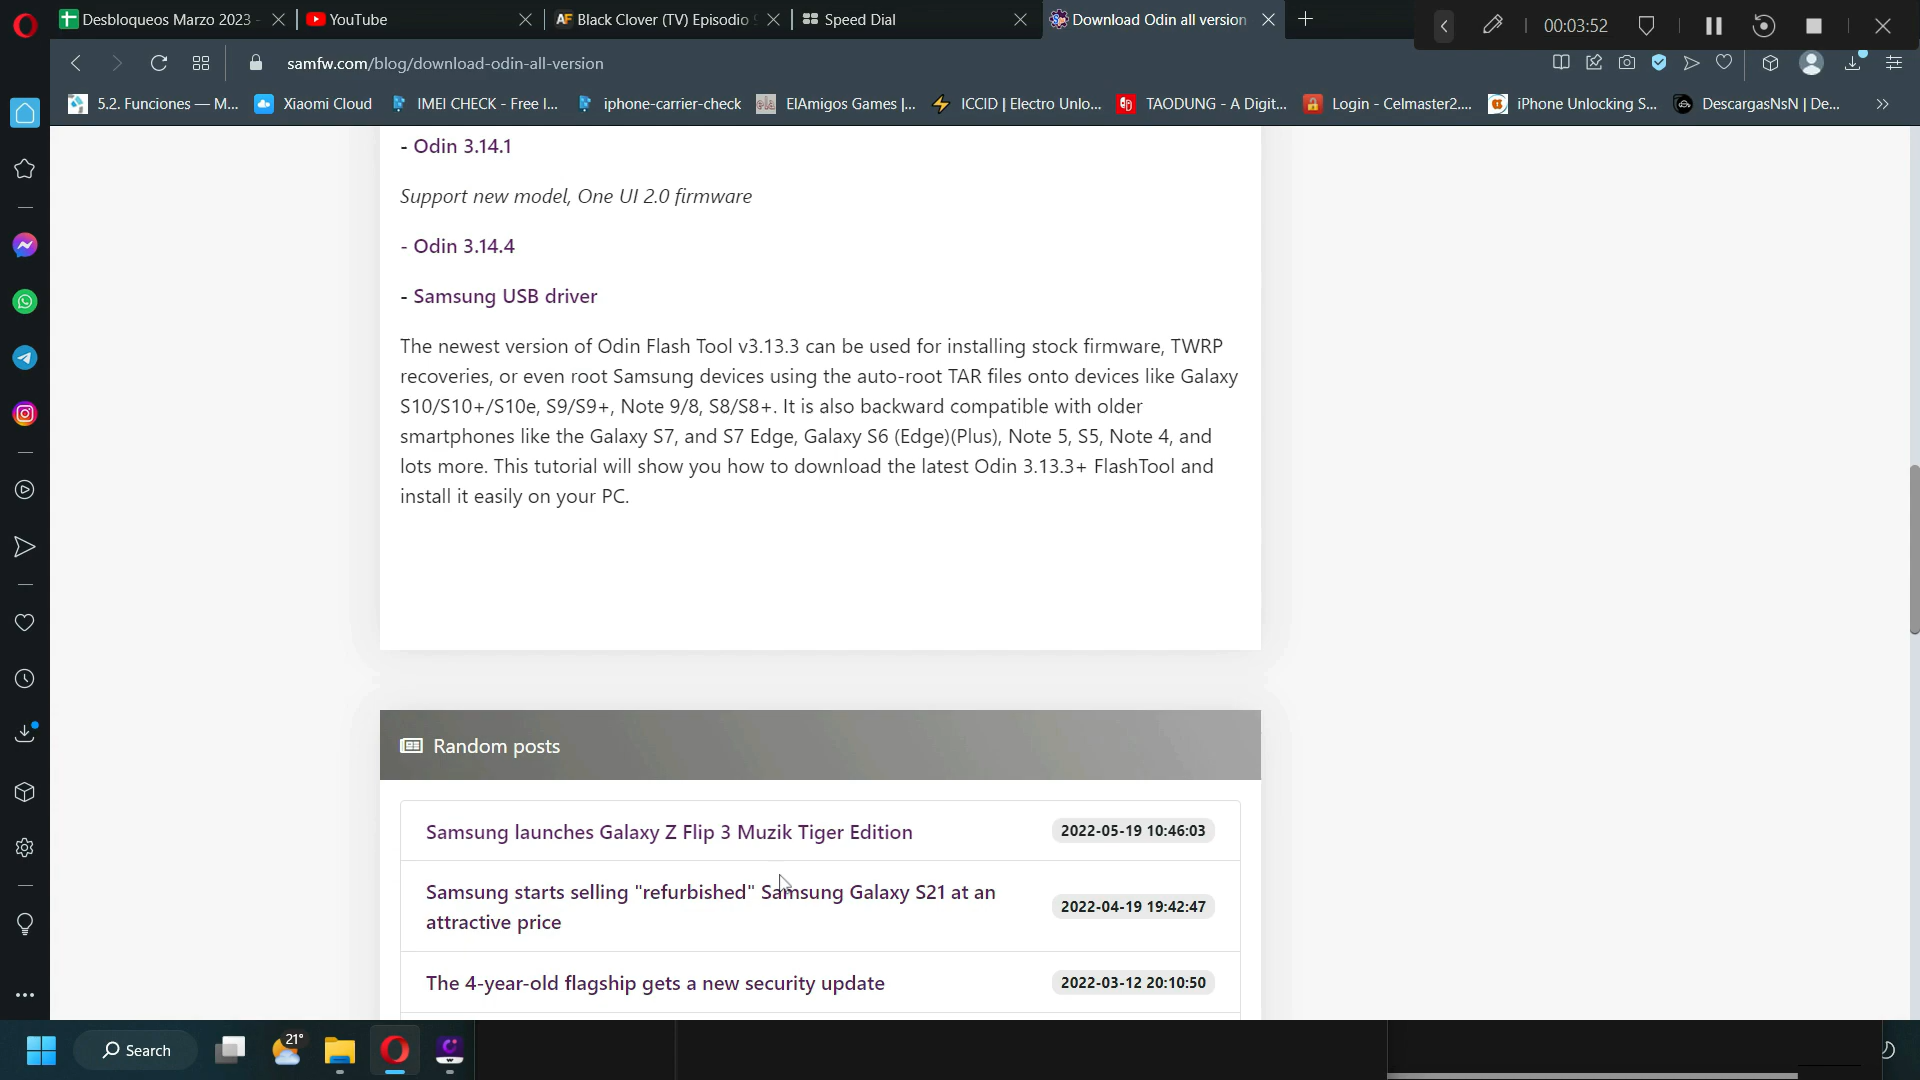 Desbloqueos Marzo 2023 -
YouTube
Black Clover (TV) Episodio
Speed Dial
Download Odin all version
00:03:52
samfw.com/blog/download-odin-all-version
5.2. Funciones — M...
Xiaomi Cloud
IMEI CHECK - Free I...
iphone-carrier-check
ElAmigos Games |...
ICCID | Electro Unlo...
TAODUNG - A Digit...
Login - Celmaster2....
iPhone Unlocking S...
DescargasNsN | De...
- Odin 3.14.1
Support new model, One UI 2.0 firmware
- Odin 3.14.4
- Samsung USB driver
The newest version of Odin Flash Tool v3.13.3 can be used for installing stock firmware, TWRP
recoveries, or even root Samsung devices using the auto-root TAR files onto devices like Galaxy
S10/S10+/S10e, S9/S9+, Note 9/8, S8/S8+. It is also backward compatible with older
smartphones like the Galaxy S7, and S7 Edge, Galaxy S6 (Edge)(Plus), Note 5, S5, Note 4, and
lots more. This tutorial will show you how to download the latest Odin 3.13.3+ FlashTool and
install it easily on your PC.
Random posts
Samsung launches Galaxy Z Flip 3 Muzik Tiger Edition
2022-05-19 10:46:03
Samsung starts selling "refurbished" Samsung Galaxy S21 at an
attractive price
2022-04-19 19:42:47
The 4-year-old flagship gets a new security update
2022-03-12 20:10:50
Search
21°